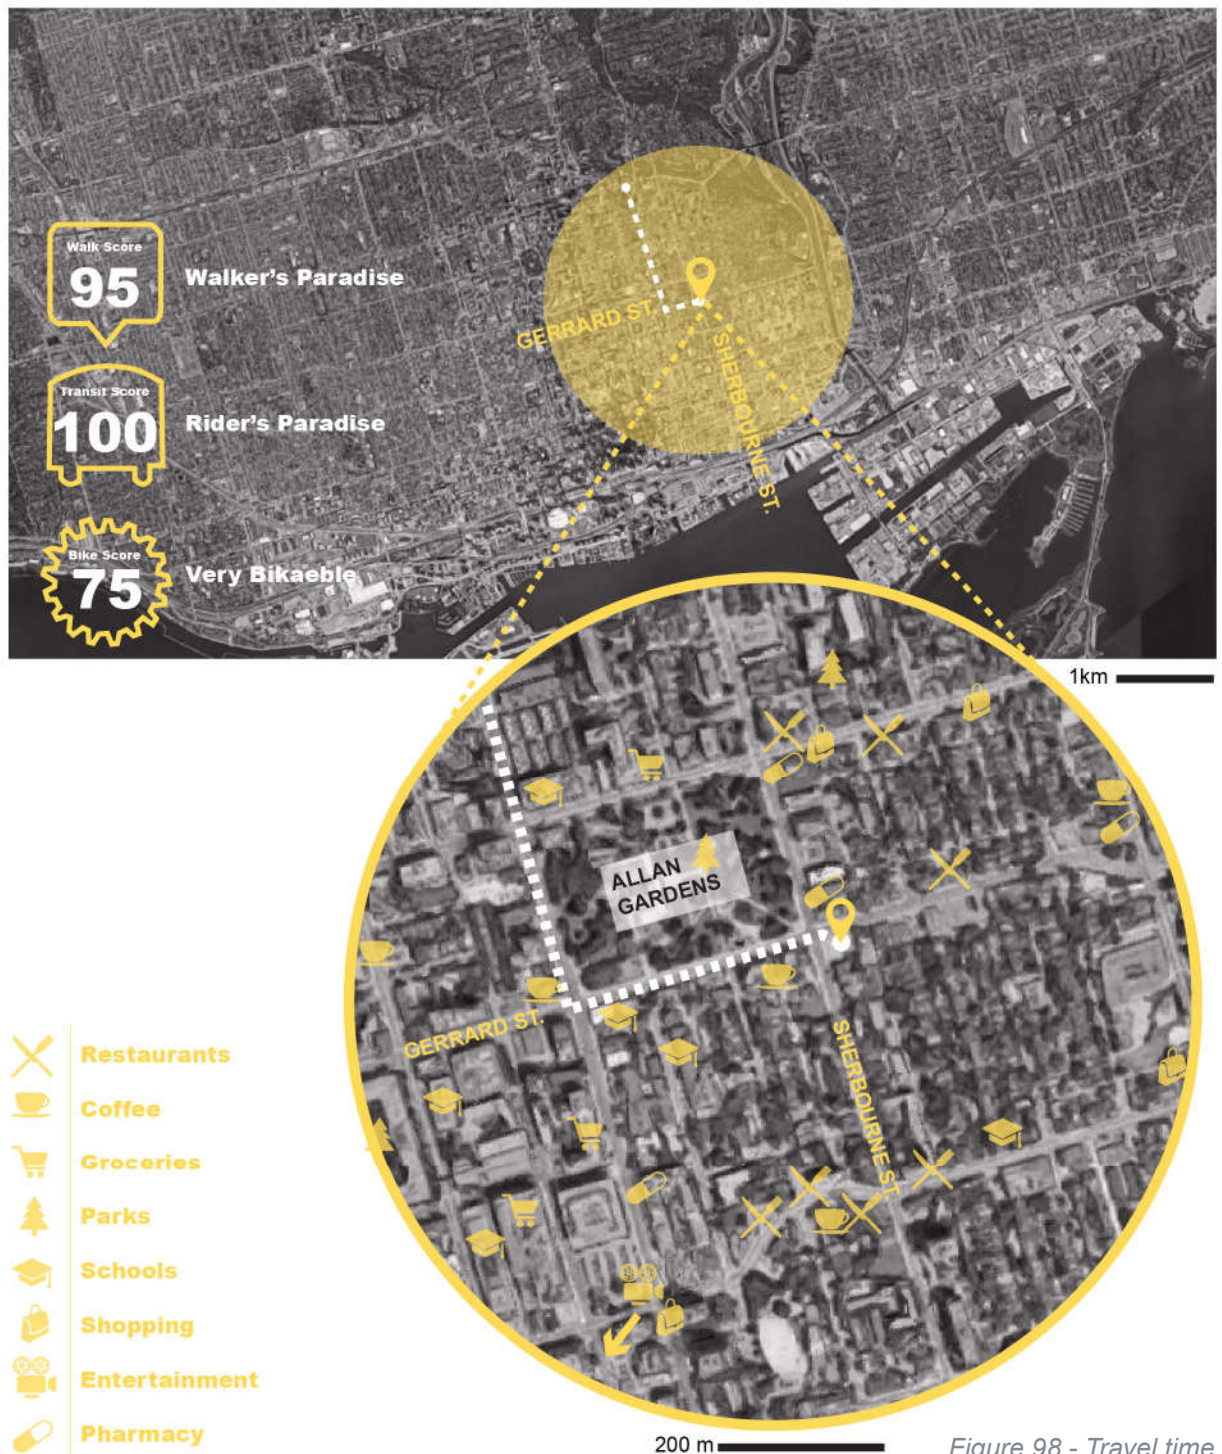 Walk Score
95
Walker's Paradise
Transit Score
100
Rider's Paradise
Bike Score
75
Very Bikaeble
GERRARD ST.
SHERBOURNE ST.
1km
ALLAN
GARDENS
GERRARD ST.
SHERBOURNE ST.
Restaurants
Coffee
Groceries
Parks
Schools
Shopping
Entertainment
Pharmacy
200 m
Figure 98 - Travel time